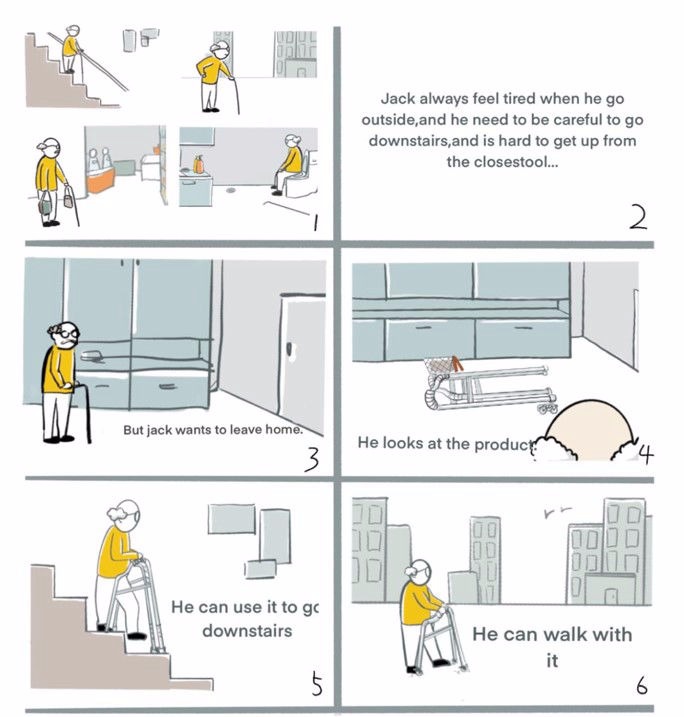 1
Jack always feel tired when he go
outside,and he need to be careful to go
downstairs,and is hard to get up from
the closestool...
2
But jack wants to leave home.
3
He looks at the product
4
He can use it to go
downstairs
5
He can walk with
it
6